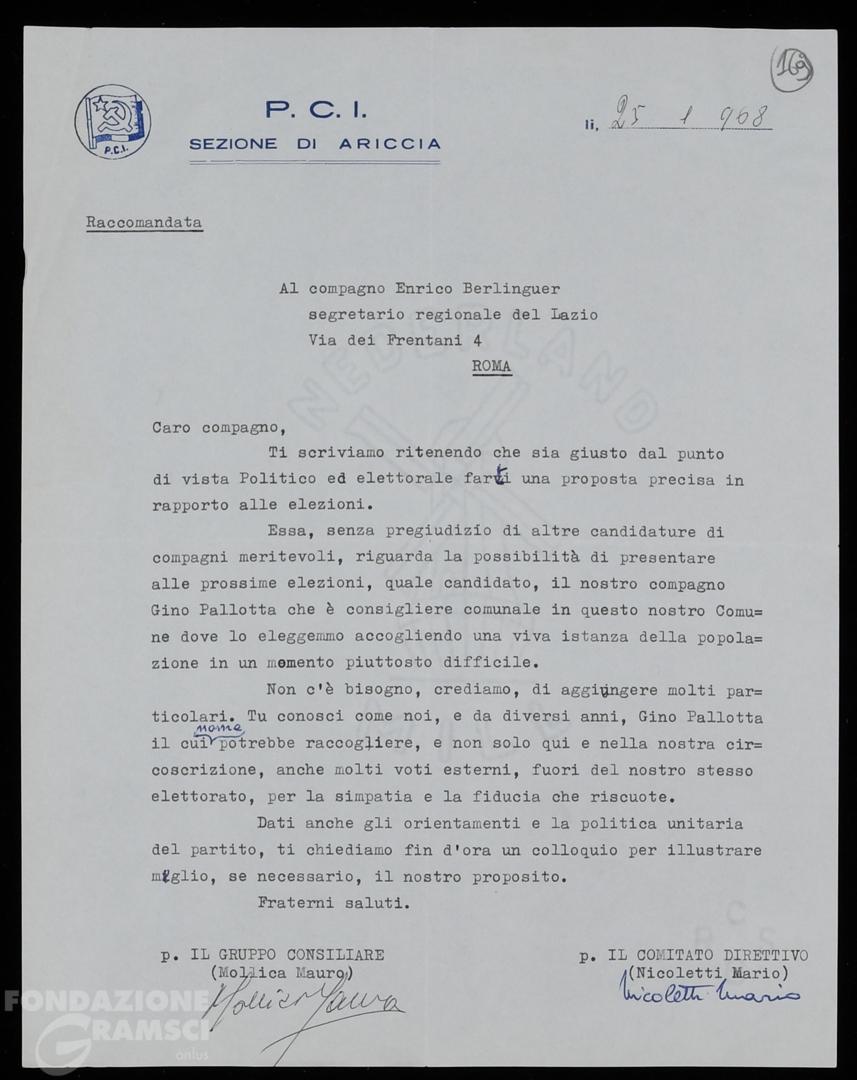 169
P.C.I.
P. C. I.
SEZIONE DI ARICCIA
li, 25 1 968
Raccomandata
Al compagno Enrico Berlinguer
segretario regionale del Lazio
Via dei Frentani 4
ROMA
Caro compagno,
Ti scriviamo ritenendo che sia giusto dal punto
di vista Politico ed elettorale farti una proposta precisa in
rapporto alle elezioni.
Essa, senza pregiudizio di altre candidature di
compagni meritevoli, riguarda la possibilità di presentare
alle prossime elezioni, quale candidato, il nostro compagno
Gino Pallotta che è consigliere comunale in questo nostro Comu=
ne dove lo eleggemmo accogliendo una viva istanza della popola=
zione in un momento piuttosto difficile.
Non c'è bisogno, crediamo, di aggiungere molti par=
ticolari. Tu conosci come noi, e da diversi anni, Gino Pallotta
nome
il cui potrebbe raccogliere, e non solo qui e nella nostra cir=
coscrizione, anche molti voti esterni, fuori del nostro stesso
elettorato, per la simpatia e la fiducia che riscuote.
Dati anche gli orientamenti e la politica unitaria
del partito, ti chiediamo fin d'ora un colloquio per illustrare
meglio, se necessario, il nostro proposito.
Fraterni saluti.
p. IL GRUPPO CONSILIARE
(Mollica Mauro)
Mollica Mauro
p. IL COMITATO DIRETTIVO
(Nicoletti Mario)
Nicoletti Mario
NEDERLAND
FONDAZIONE
GRAMSCI
onlus